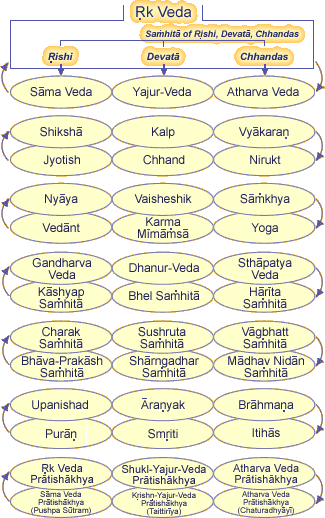 Ṛk Veda
Saṁhitā of Ṛishi, Devatā, Chhandas
Ṛishi Devatā Chhandas
Sāma Veda Yajur-Veda Atharva Veda
Shikshā Kalp Vyākaraṇ
Jyotish Chhand Nirukt
Nyāya Vaisheshik Sāṁkhya
Vedānt Karma Mīmāṁsā Yoga
Gandharva Veda Dhanur-Veda Sthāpatya Veda
Kāshyap Saṁhitā Bhel Saṁhitā Hārīta Saṁhitā
Charak Saṁhitā Sushruta Saṁhitā Vāgbhatt Saṁhitā
Bhāva-Prakāsh Saṁhitā Shārngadhar Saṁhitā Mādhav Nidān Saṁhitā
Upanishad Āraṇyak Brāhmaṇa
Purāṇ Smṛiti Itihās
Ṛk Veda Prātishākhya Shukl-Yajur-Veda Prātishākhya Atharva Veda Prātishākhya
Sāma Veda Prātishākhya (Pushpa Sūtram) Kṛishṇ-Yajur-Veda Prātishākhya (Taittirīya) Atharva Veda Prātishākhya (Chaturadhyāyī)